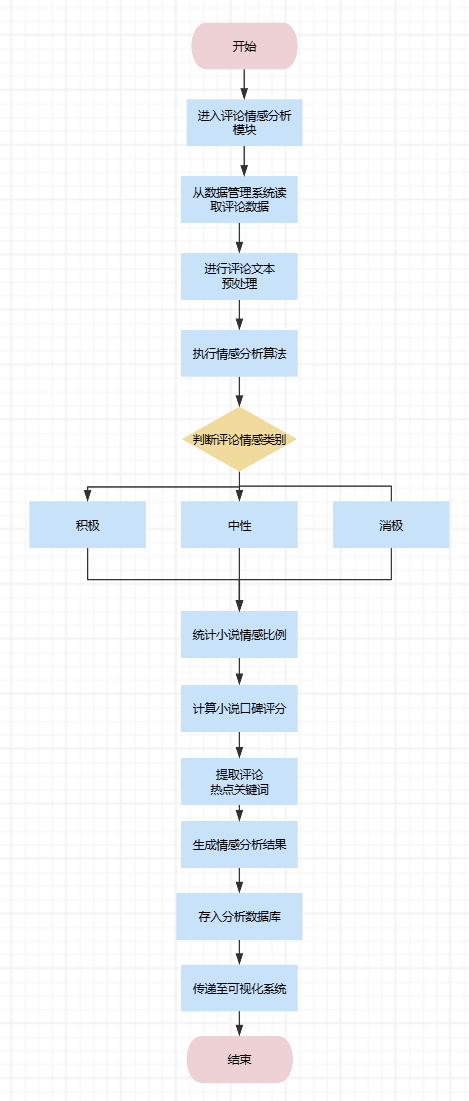 开始
进入评论情感分析
模块
从数据管理系统读
取评论数据
进行评论文本
预处理
执行情感分析算法
判断评论情感类别
积极
中性
消极
统计小说情感比例
计算小说口碑评分
提取评论
热点关键词
生成情感分析结果
存入分析数据库
传递至可视化系统
结束